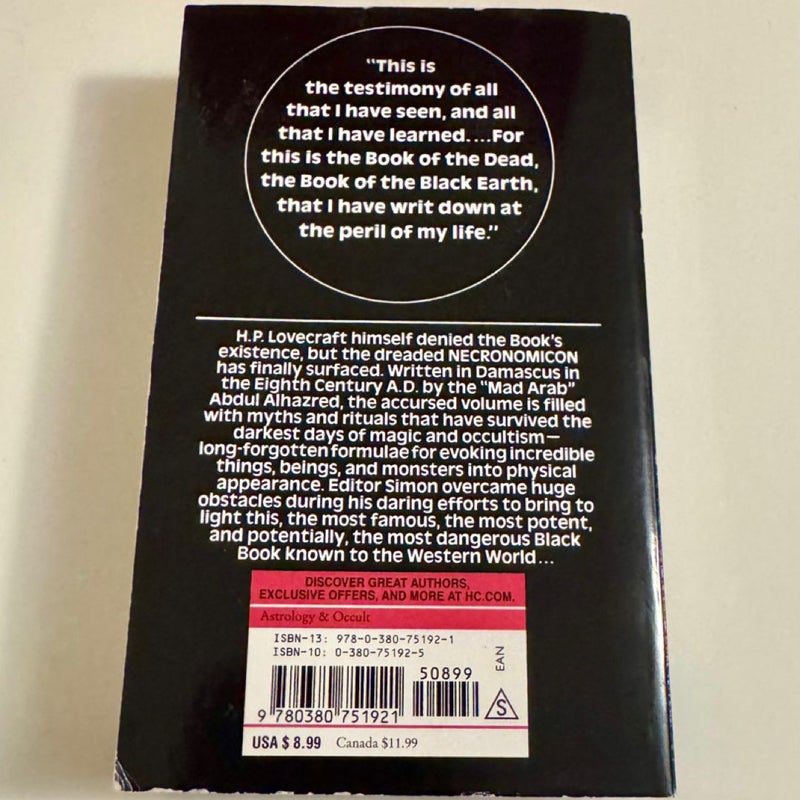 "This is
the testimony of all
that I have seen, and all
that I have learned....For
this is the Book of the Dead,
the Book of the Black Earth,
that I have writ down at
the peril of my life."
H.P. Lovecraft himself denied the Book's
existence, but the dreaded NECRONOMICON
has finally surfaced. Written in Damascus in
the Eighth Century A.D. by the "Mad Arab"
Abdul Alhazred, the accursed volume is filled
with myths and rituals that have survived the
darkest days of magic and occultism—
long-forgotten formulae for evoking incredible
things, beings, and monsters into physical
appearance. Editor Simon overcame huge
obstacles during his daring efforts to bring to
light this, the most famous, the most potent,
and potentially, the most dangerous Black
Book known to the Western World...
DISCOVER GREAT AUTHORS,
EXCLUSIVE OFFERS, AND MORE AT HC.COM.
Astrology & Occult
ISBN-13: 978-0-380-75192-1
ISBN-10: 0-380-75192-5
EAN
50899
S
9 780380 751921
USA $ 8.99 Canada $11.99